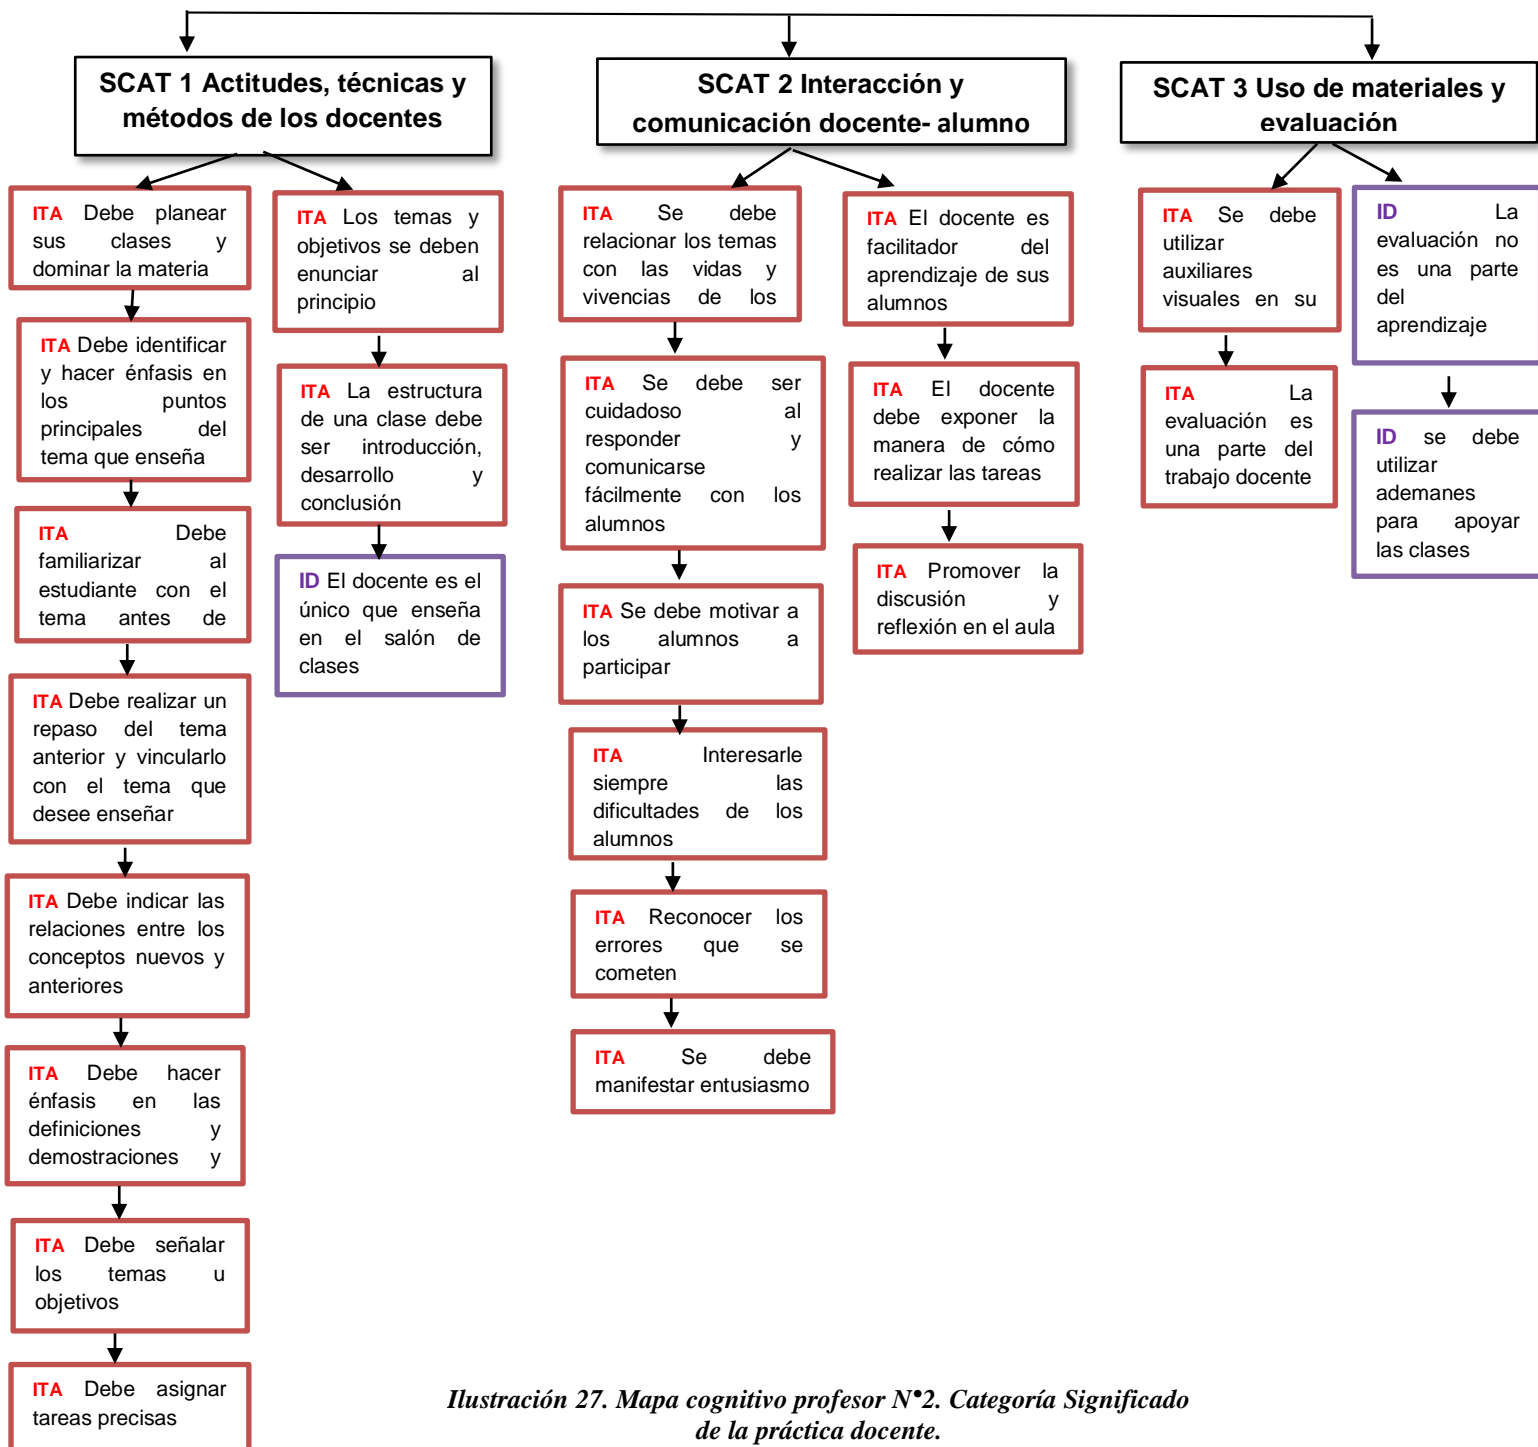 SCAT 1 Actitudes, técnicas y
métodos de los docentes
ITA Debe planear
sus clases y
dominar la materia
ITA Debe identificar
y hacer énfasis en
los puntos
principales del
tema que enseña
ITA Debe
familiarizar al
estudiante con el
tema antes de
ITA Debe realizar un
repaso del tema
anterior y vincularlo
con el tema que
desee enseñar
ITA Debe indicar las
relaciones entre los
conceptos nuevos y
anteriores
ITA Debe hacer
énfasis en las
definiciones y
demostraciones y
ITA Debe señalar
los temas u
objetivos
ITA Debe asignar
tareas precisas
ITA Los temas y
objetivos se deben
enunciar al
principio
ITA La estructura
de una clase debe
ser introducción,
desarrollo y
conclusión
ID El docente es el
único que enseña
en el salón de
clases
SCAT 2 Interacción y
comunicación docente- alumno
ITA Se debe
relacionar los temas
con las vidas y
vivencias de los
ITA Se debe ser
cuidadoso al
responder y
comunicarse
fácilmente con los
alumnos
ITA Se debe motivar a
los alumnos a
participar
ITA Interesarle
siempre las
dificultades de los
alumnos
ITA Reconocer los
errores que se
cometen
ITA Se debe
manifestar entusiasmo
ITA El docente es
facilitador del
aprendizaje de sus
alumnos
ITA El docente
debe exponer la
manera de cómo
realizar las tareas
ITA Promover la
discusión y
reflexión en el aula
SCAT 3 Uso de materiales y
evaluación
ITA Se debe
utilizar
auxiliares
visuales en su
ITA La
evaluación es
una parte del
trabajo docente
ID La
evaluación no
es una parte
del
aprendizaje
ID se debe
utilizar
ademanes
para apoyar
las clases
Ilustración 27. Mapa cognitivo profesor N°2. Categoría Significado
de la práctica docente.